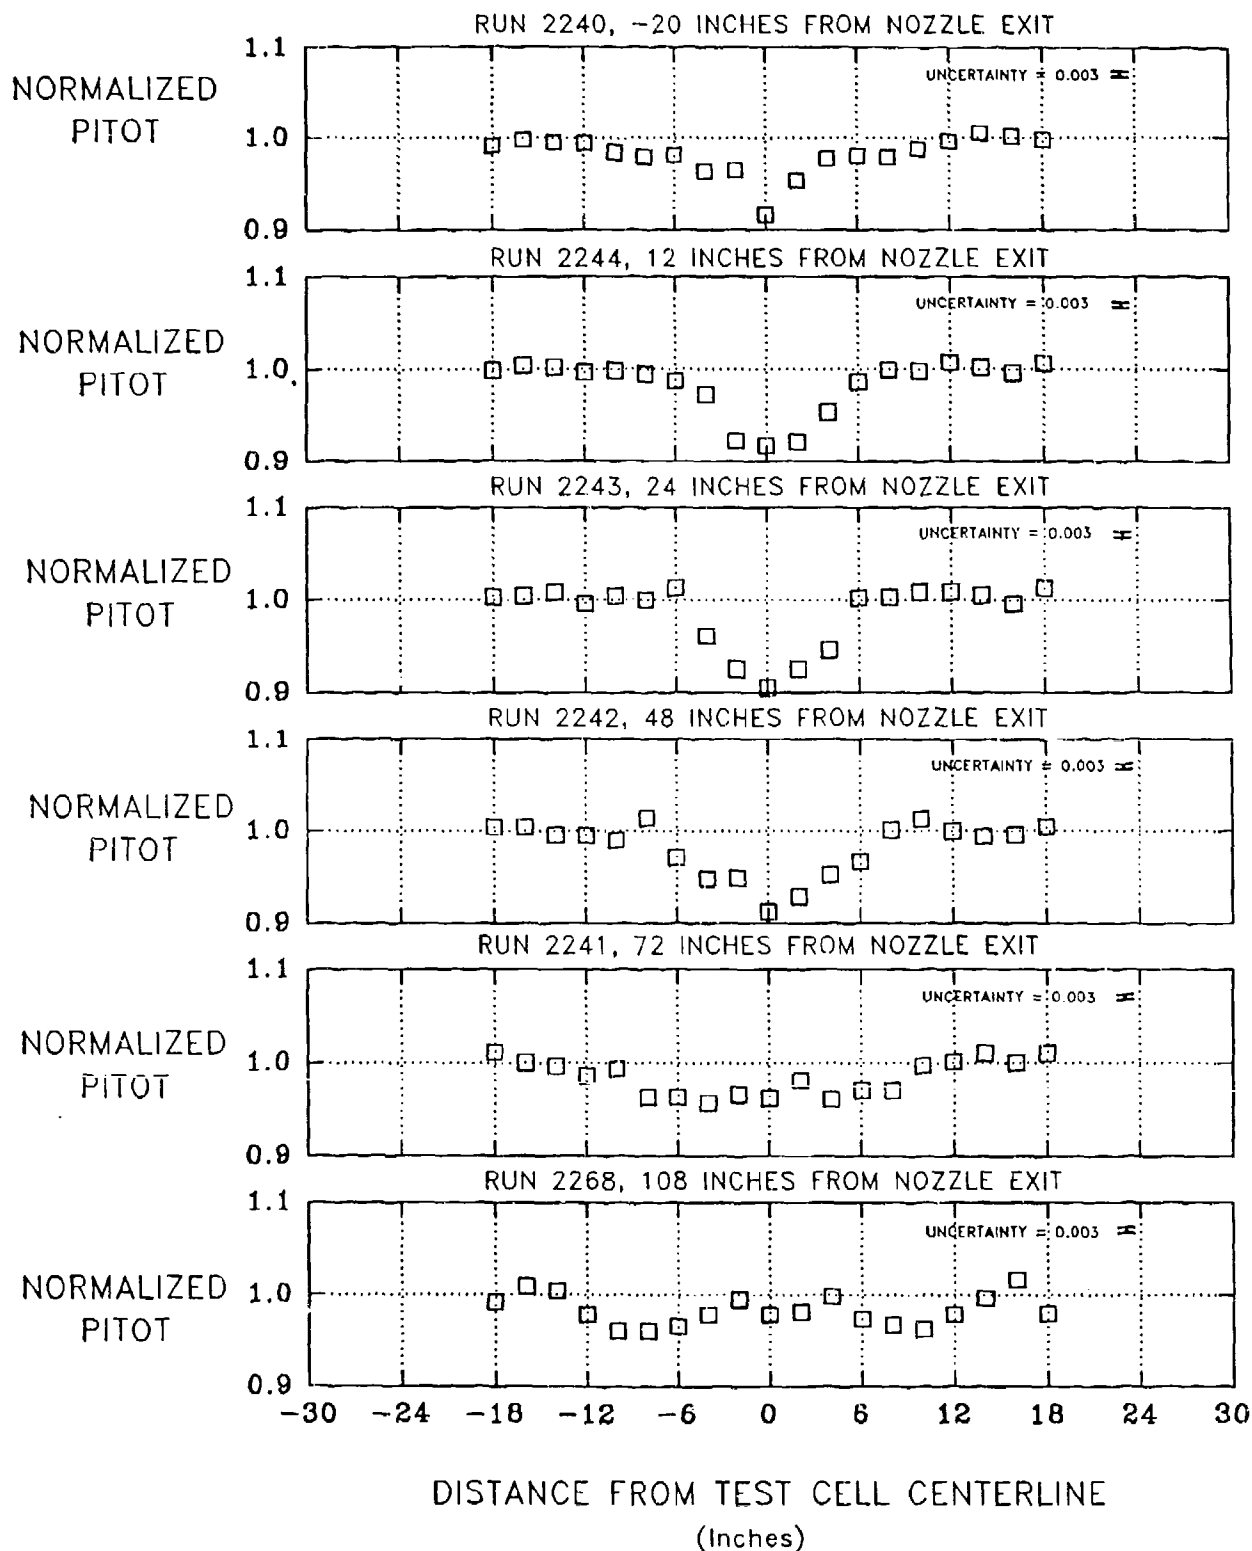 RUN 2240, -20 INCHES FROM NOZZLE EXIT
1.1
NORMALIZED
PITOT
UNCERTAINTY = 0.003
1.0
0.9
RUN 2244, 12 INCHES FROM NOZZLE EXIT
1.1
NORMALIZED
PITOT
UNCERTAINTY = 0.003
1.0
0.9
RUN 2243, 24 INCHES FROM NOZZLE EXIT
1.1
NORMALIZED
PITOT
UNCERTAINTY = 0.003
1.0
0.9
RUN 2242, 48 INCHES FROM NOZZLE EXIT
1.1
NORMALIZED
PITOT
UNCERTAINTY = 0.003
1.0
0.9
RUN 2241, 72 INCHES FROM NOZZLE EXIT
1.1
NORMALIZED
PITOT
UNCERTAINTY = 0.003
1.0
0.9
RUN 2268, 108 INCHES FROM NOZZLE EXIT
1.1
NORMALIZED
PITOT
UNCERTAINTY = 0.003
1.0
0.9
-30 -24 -18 -12 -6 0 6 12 18 24 30
DISTANCE FROM TEST CELL CENTERLINE
(Inches)